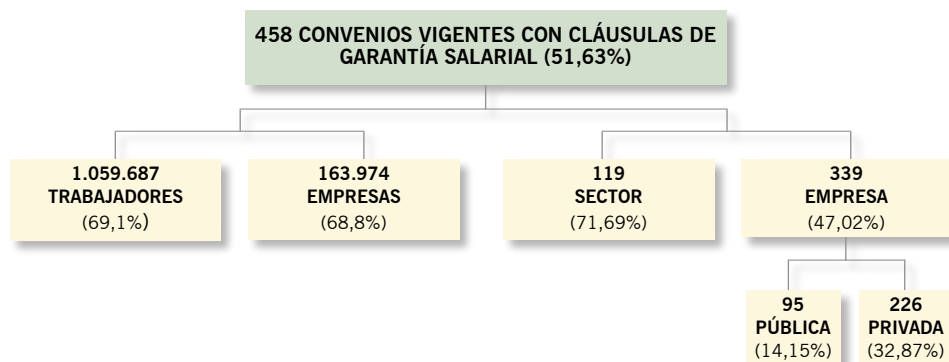 458 CONVENIOS VIGENTES CON CLÁUSULAS DE
GARANTÍA SALARIAL (51,63%)
1.059.687
TRABAJADORES
(69,1%)
163.974
EMPRESAS
(68,8%)
119
SECTOR
(71,69%)
339
EMPRESA
(47,02%)
95
PÚBLICA
(14,15%)
226
PRIVADA
(32,87%)